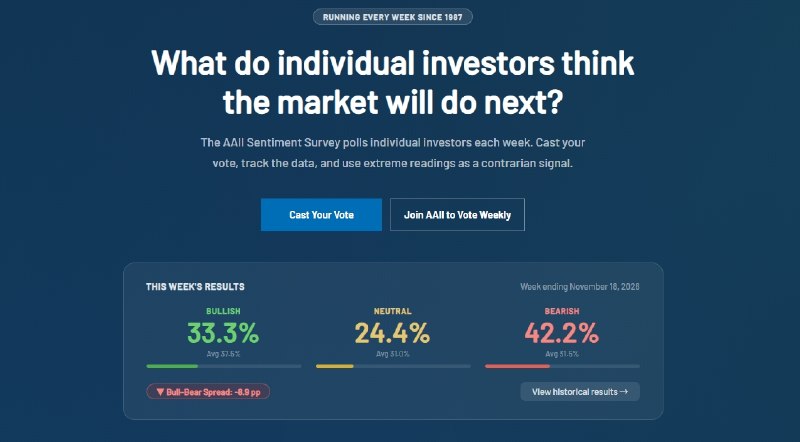 RUNNING EVERY WEEK SINCE 1987
What do individual investors think
the market will do next?
The AAII Sentiment Survey polls individual investors each week. Cast your
vote, track the data, and use extreme readings as a contrarian signal.
Cast Your Vote
Join AAII to Vote Weekly
THIS WEEK'S RESULTS
Week ending November 18, 2026
BULLISH
NEUTRAL
BEARISH
33.3%
24.4%
42.2%
Avg 37.5%
Avg 31.0%
Avg 31.5%
▼ Bull-Bear Spread: -8.9 pp
View historical results →